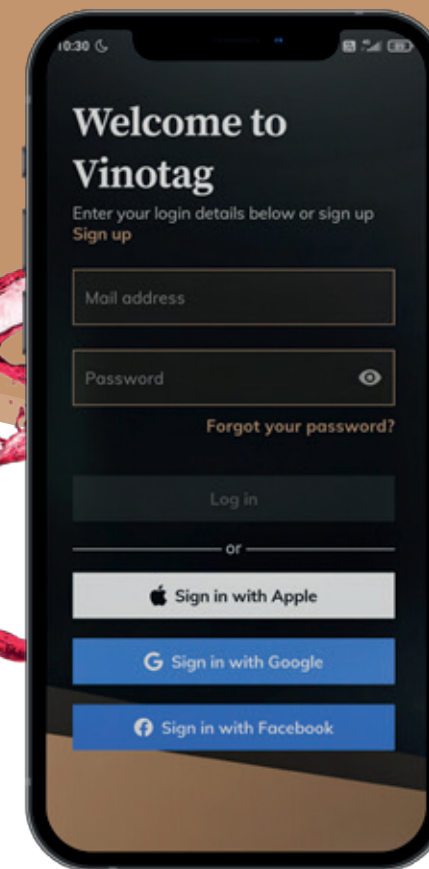 10:30
Welcome to
Vinotag
Enter your login details below or sign up
Sign up
Mail address
Password
Forgot your password?
Log in
or
Sign in with Apple
Sign in with Google
Sign in with Facebook